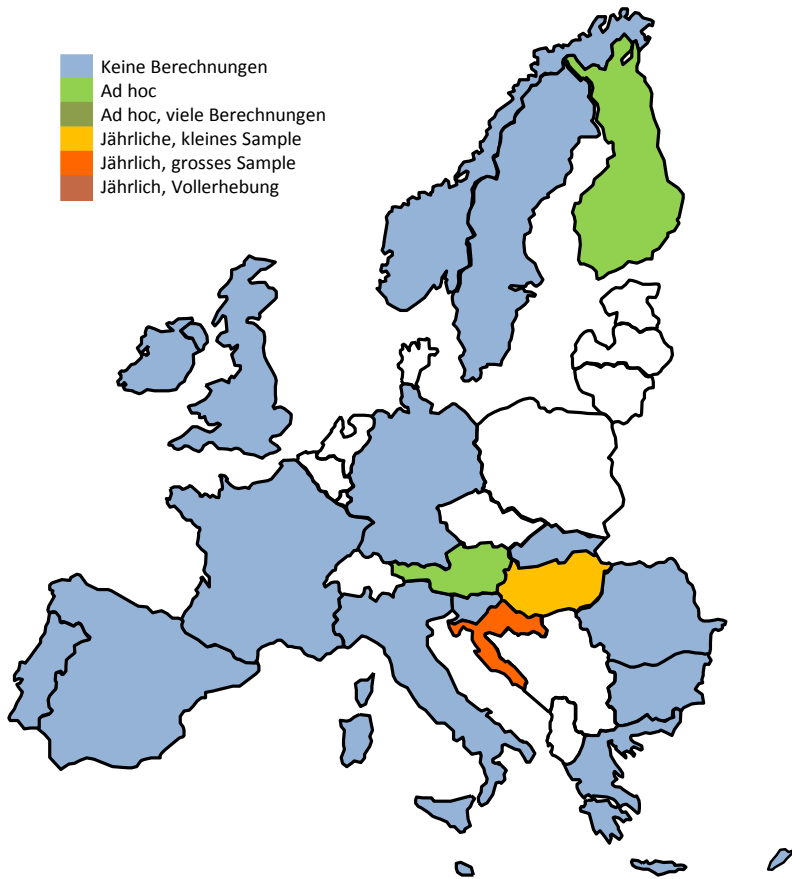 Keine Berechnungen
Ad hoc
Ad hoc, viele Berechnungen
Jährliche, kleines Sample
Jährlich, grosses Sample
Jährlich, Vollerhebung